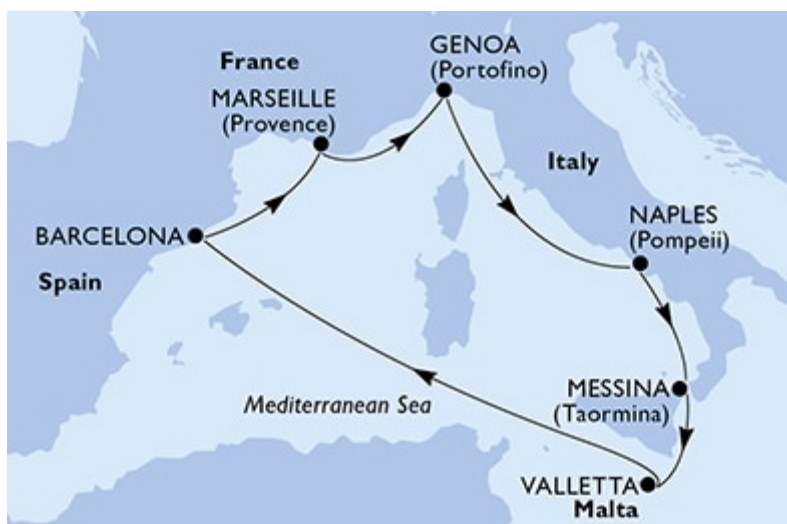 GENOA
(Portofino)
France
MARSEILLE
(Provence)
Italy
NAPLES
(Pompeii)
BARCELONA
Spain
MESSINA
(Taormina)
Mediterranean Sea
VALLETTA
Malta